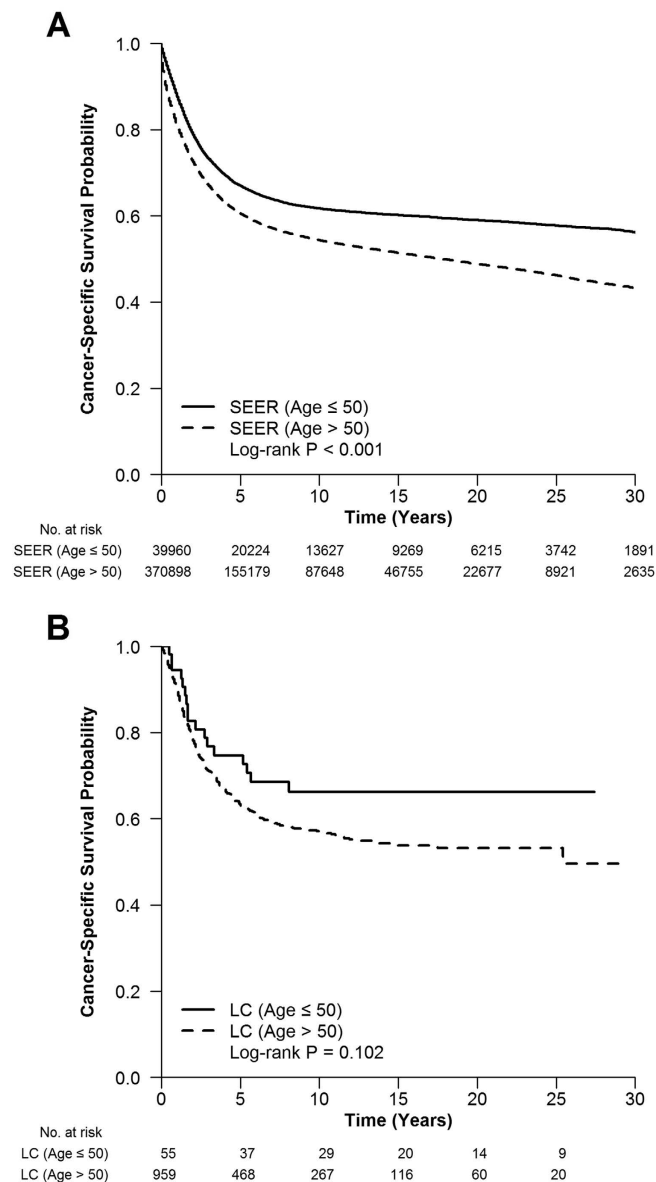 A
1.0
0.8
0.6
0.4
0.2
0.0
Cancer-Specific Survival Probability
SEER (Age ≤ 50)
SEER (Age > 50)
Log-rank P < 0.001
0 5 10 15 20 25 30
Time (Years)
No. at risk
SEER (Age ≤ 50) 39960 20224 13627 9269 6215 3742 1891
SEER (Age > 50) 370898 155179 87648 46755 22677 8921 2635
B
1.0
0.8
0.6
0.4
0.2
0.0
Cancer-Specific Survival Probability
LC (Age ≤ 50)
LC (Age > 50)
Log-rank P = 0.102
0 5 10 15 20 25 30
Time (Years)
No. at risk
LC (Age ≤ 50) 55 37 29 20 14 9
LC (Age > 50) 959 468 267 116 60 20